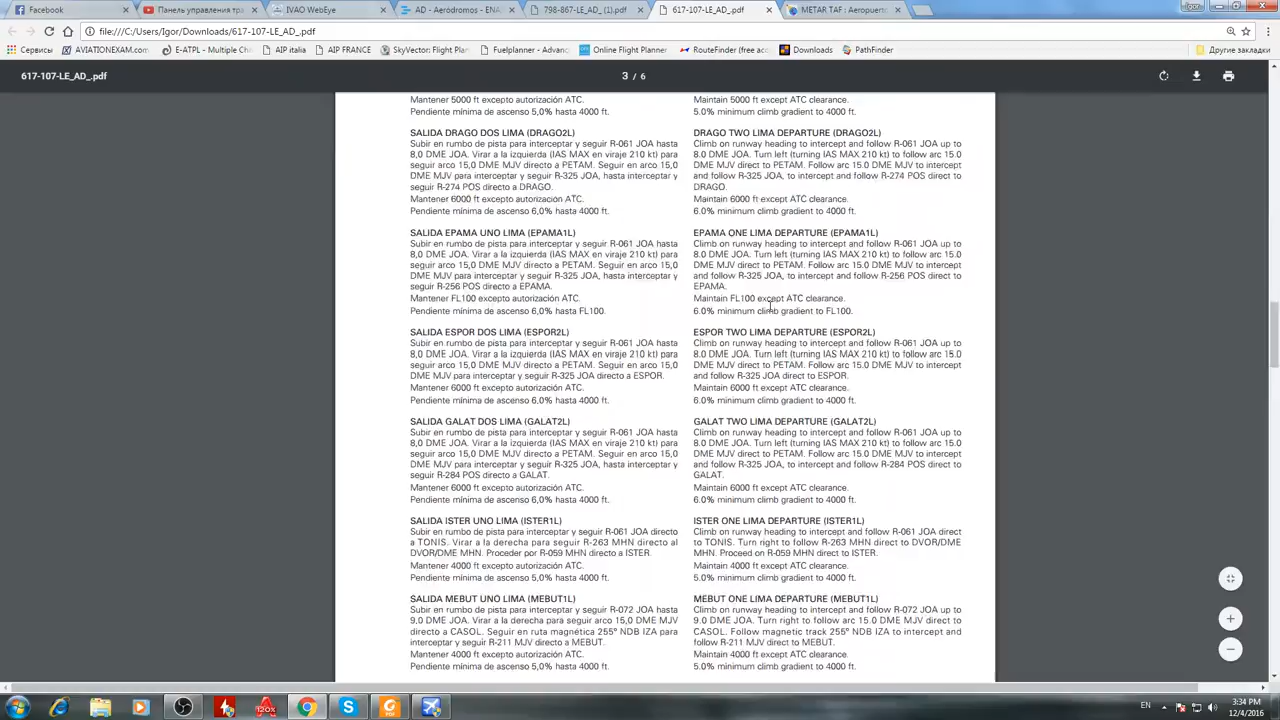 Igor
Facebook
Панель управления тра
IVAO WebEye
AD - Aeródromos - ENA
798-867-LE_AD_ (1).pdf
617-107-LE_AD_.pdf
METAR TAF : Aeropuert
file:///C:/Users/Igor/Downloads/617-107-LE_AD_.pdf
Сервисы
AVIATIONEXAM.com
E-ATPL - Multiple Ch
AIP italia
AIP FRANCE
SkyVector: Flight Pla
Fuelplanner - Advan
Online Flight Planner
RouteFinder (free ac
Downloads
PathFinder
Другие закладки
617-107-LE_AD_.pdf
3 / 6
Mantener 5000 ft excepto autorización ATC.
Pendiente mínima de ascenso 5,0% hasta 4000 ft.
SALIDA DRAGO DOS LIMA (DRAGO2L)
Subir en rumbo de pista para interceptar y seguir R-061 JOA hasta
8,0 DME JOA. Virar a la izquierda (IAS MAX en viraje 210 kt) para
seguir arco 15,0 DME MJV directo a PETAM. Seguir en arco 15,0
DME MJV para interceptar y seguir R-325 JOA, hasta interceptar y
seguir R-274 POS directo a DRAGO.
Mantener 6000 ft excepto autorización ATC.
Pendiente mínima de ascenso 6,0% hasta 4000 ft.
SALIDA EPAMA UNO LIMA (EPAMA1L)
Subir en rumbo de pista para interceptar y seguir R-061 JOA hasta
8,0 DME JOA. Virar a la izquierda (IAS MAX en viraje 210 kt) para
seguir arco 15,0 DME MJV directo a PETAM. Seguir en arco 15,0
DME MJV para interceptar y seguir R-325 JOA, hasta interceptar y
seguir R-256 POS directo a EPAMA.
Mantener FL100 excepto autorización ATC.
Pendiente mínima de ascenso 6,0% hasta FL100.
SALIDA ESPOR DOS LIMA (ESPOR2L)
Subir en rumbo de pista para interceptar y seguir R-061 JOA hasta
8,0 DME JOA. Virar a la izquierda (IAS MAX en viraje 210 kt) para
seguir arco 15,0 DME MJV directo a PETAM. Seguir en arco 15,0
DME MJV para interceptar y seguir R-325 JOA directo a ESPOR.
Mantener 6000 ft excepto autorización ATC.
Pendiente mínima de ascenso 6,0% hasta 4000 ft.
SALIDA GALAT DOS LIMA (GALAT2L)
Subir en rumbo de pista para interceptar y seguir R-061 JOA hasta
8,0 DME JOA. Virar a la izquierda (IAS MAX en viraje 210 kt) para
seguir arco 15,0 DME MJV directo a PETAM. Seguir en arco 15,0
DME MJV para interceptar y seguir R-325 JOA, hasta interceptar y
seguir R-284 POS directo a GALAT.
Mantener 6000 ft excepto autorización ATC.
Pendiente mínima de ascenso 6,0% hasta 4000 ft.
SALIDA ISTER UNO LIMA (ISTER1L)
Subir en rumbo de pista para interceptar y seguir R-061 JOA directo
a TONIS. Virar a la derecha para seguir R-263 MHN directo al
DVOR/DME MHN. Proceder por R-059 MHN directo a ISTER.
Mantener 4000 ft excepto autorización ATC.
Pendiente mínima de ascenso 5,0% hasta 4000 ft.
SALIDA MEBUT UNO LIMA (MEBUT1L)
Subir en rumbo de pista para interceptar y seguir R-072 JOA hasta
9,0 DME JOA. Virar a la derecha para seguir arco 15,0 DME MJV
directo a CASOL. Seguir en ruta magnética 255° NDB IZA para
interceptar y seguir R-211 MJV directo a MEBUT.
Mantener 4000 ft excepto autorización ATC.
Pendiente mínima de ascenso 5,0% hasta 4000 ft.
Maintain 5000 ft except ATC clearance.
5.0% minimum climb gradient to 4000 ft.
DRAGO TWO LIMA DEPARTURE (DRAGO2L)
Climb on runway heading to intercept and follow R-061 JOA up to
8.0 DME JOA. Turn left (turning IAS MAX 210 kt) to follow arc 15.0
DME MJV direct to PETAM. Follow arc 15.0 DME MJV to intercept
and follow R-325 JOA, to intercept and follow R-274 POS direct to
DRAGO.
Maintain 6000 ft except ATC clearance.
6.0% minimum climb gradient to 4000 ft.
EPAMA ONE LIMA DEPARTURE (EPAMA1L)
Climb on runway heading to intercept and follow R-061 JOA up to
8.0 DME JOA. Turn left (turning IAS MAX 210 kt) to follow arc 15.0
DME MJV direct to PETAM. Follow arc 15.0 DME MJV to intercept
and follow R-325 JOA, to intercept and follow R-256 POS direct to
EPAMA.
Maintain FL100 except ATC clearance.
6.0% minimum climb gradient to FL100.
ESPOR TWO LIMA DEPARTURE (ESPOR2L)
Climb on runway heading to intercept and follow R-061 JOA up to
8.0 DME JOA. Turn left (turning IAS MAX 210 kt) to follow arc 15.0
DME MJV direct to PETAM. Follow arc 15.0 DME MJV to intercept
and follow R-325 JOA direct to ESPOR.
Maintain 6000 ft except ATC clearance.
6.0% minimum climb gradient to 4000 ft.
GALAT TWO LIMA DEPARTURE (GALAT2L)
Climb on runway heading to intercept and follow R-061 JOA up to
8.0 DME JOA. Turn left (turning IAS MAX 210 kt) to follow arc 15.0
DME MJV direct to PETAM. Follow arc 15.0 DME MJV to intercept
and follow R-325 JOA, to intercept and follow R-284 POS direct to
GALAT.
Maintain 6000 ft except ATC clearance.
6.0% minimum climb gradient to 4000 ft.
ISTER ONE LIMA DEPARTURE (ISTER1L)
Climb on runway heading to intercept and follow R-061 JOA direct
to TONIS. Turn right to follow R-263 MHN direct to DVOR/DME
MHN. Proceed on R-059 MHN direct to ISTER.
Maintain 4000 ft except ATC clearance.
5.0% minimum climb gradient to 4000 ft.
MEBUT ONE LIMA DEPARTURE (MEBUT1L)
Climb on runway heading to intercept and follow R-072 JOA up to
9.0 DME JOA. Turn right to follow arc 15.0 DME MJV direct to
CASOL. Follow magnetic track 255° NDB IZA to intercept and
follow R-211 MJV direct to MEBUT.
Maintain 4000 ft except ATC clearance.
5.0% minimum climb gradient to 4000 ft.
EN
3:34 PM
12/4/2016